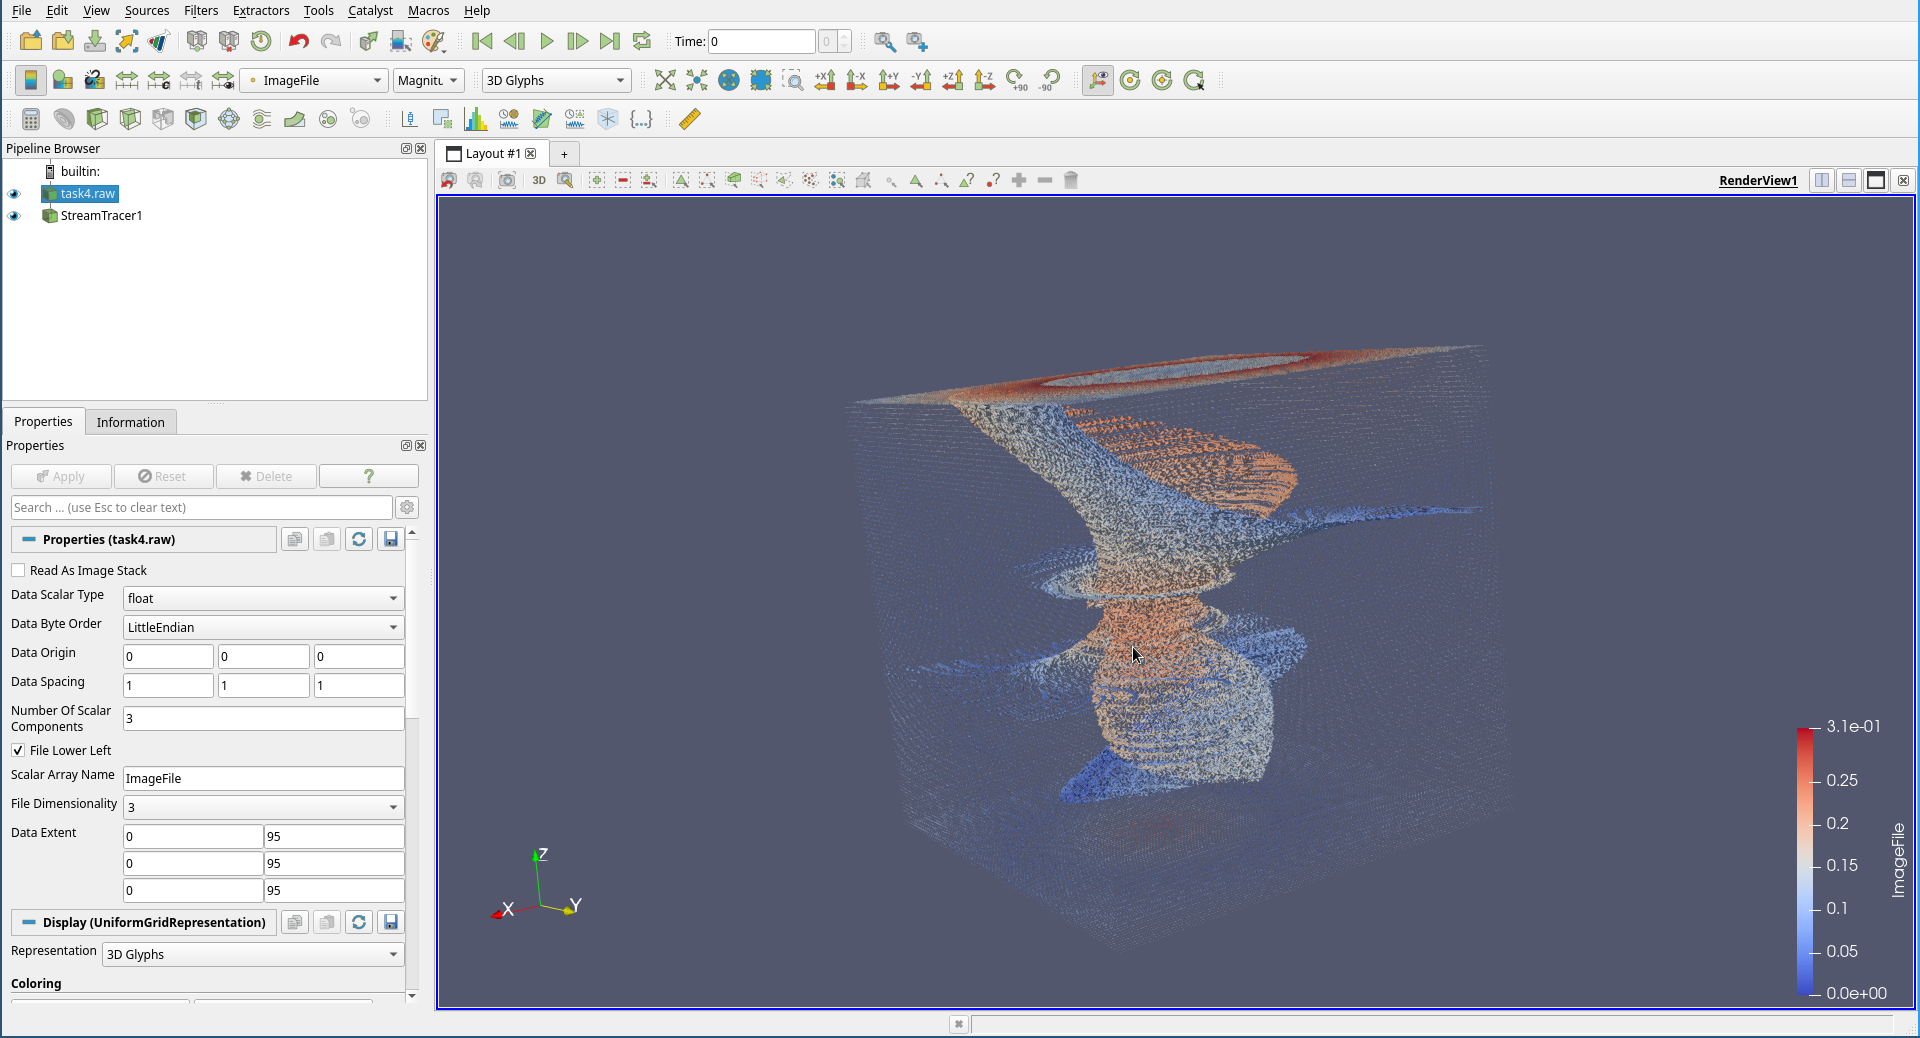 File Edit View Sources Filters Extractors Tools Catalyst Macros Help
Time: 0 0
ImageFile Magnitu 3D Glyphs +X -X +Y -Y +Z -Z +90 -90
Pipeline Browser
builtin:
task4.raw
StreamTracer1
Properties Information
Properties
Apply Reset Delete ?
Search ... (use Esc to clear text)
Properties (task4.raw)
Read As Image Stack
Data Scalar Type float
Data Byte Order LittleEndian
Data Origin 0 0 0
Data Spacing 1 1 1
Number Of Scalar
Components 3
File Lower Left
Scalar Array Name ImageFile
File Dimensionality 3
Data Extent 0 95
0 95
0 95
Display (UniformGridRepresentation)
Representation 3D Glyphs
Coloring
Layout #1 +
3D RenderView1
X Y Z
3.1e-01
0.25
0.2
0.15
0.1
0.05
0.0e+00
ImageFile